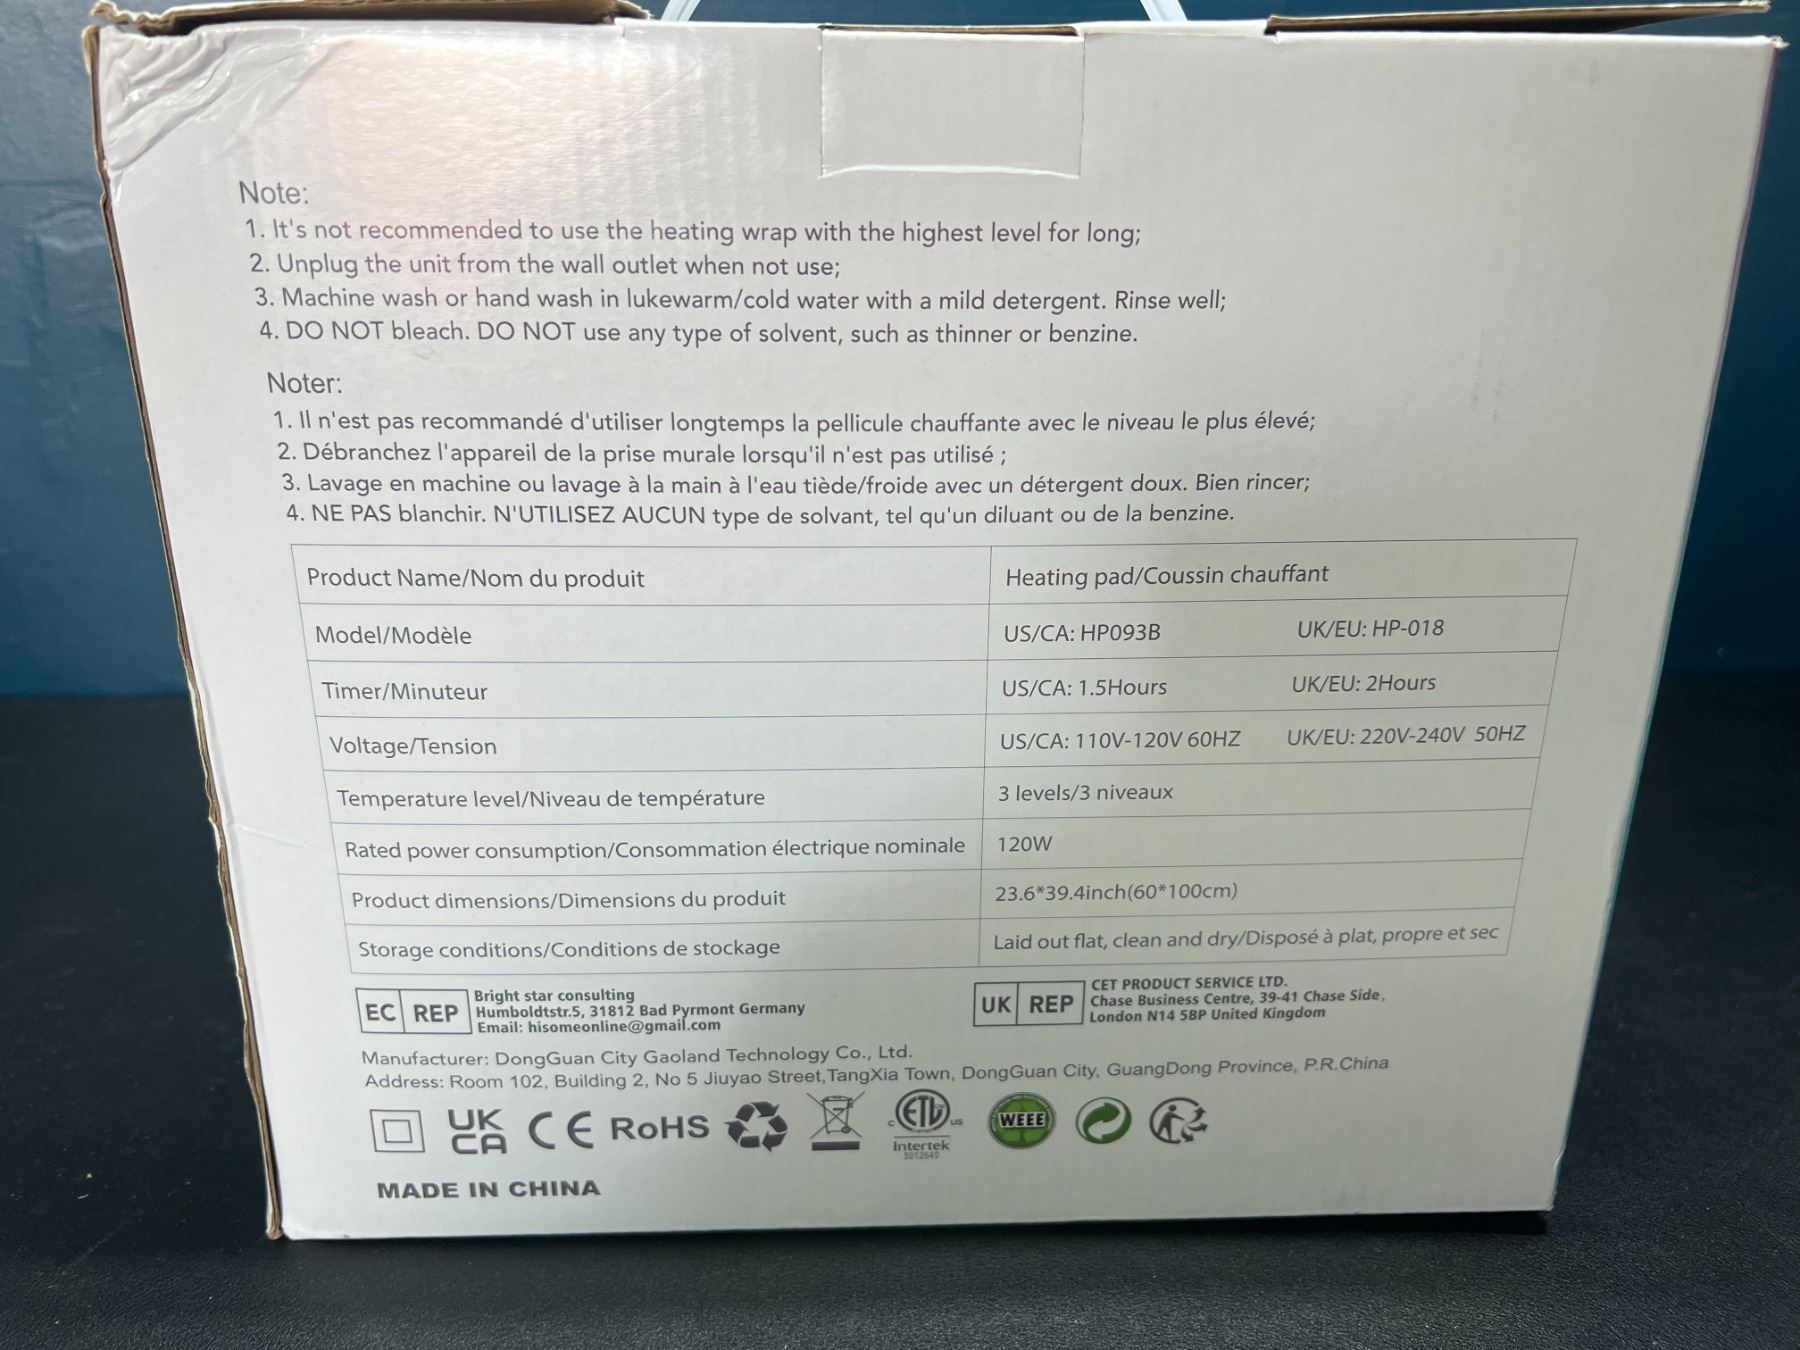 Note:
1. It's not recommended to use the heating wrap with the highest level for long;
2. Unplug the unit from the wall outlet when not use;
3. Machine wash or hand wash in lukewarm/cold water with a mild detergent. Rinse well;
4. DO NOT bleach. DO NOT use any type of solvent, such as thinner or benzine.
Noter:
1. Il n'est pas recommandé d'utiliser longtemps la pellicule chauffante avec le niveau le plus élevé;
2. Débranchez l'appareil de la prise murale lorsqu'il n'est pas utilisé ;
3. Lavage en machine ou lavage à la main à l'eau tiède/froide avec un détergent doux. Bien rincer;
4. NE PAS blanchir. N'UTILISEZ AUCUN type de solvant, tel qu'un diluant ou de la benzine.
Product Name/Nom du produit Heating pad/Coussin chauffant
Model/Modèle US/CA: HP093B UK/EU: HP-018
Timer/Minuteur US/CA: 1.5Hours UK/EU: 2Hours
Voltage/Tension US/CA: 110V-120V 60HZ UK/EU: 220V-240V 50HZ
Temperature level/Niveau de température 3 levels/3 niveaux
Rated power consumption/Consommation électrique nominale 120W
Product dimensions/Dimensions du produit 23.6*39.4inch(60*100cm)
Storage conditions/Conditions de stockage Laid out flat, clean and dry/Disposé à plat, propre et sec
EC REP
Bright star consulting
Humboldtstr.5, 31812 Bad Pyrmont Germany
Email: hisomeonline@gmail.com
UK REP
CET PRODUCT SERVICE LTD.
Chase Business Centre, 39-41 Chase Side,
London N14 5BP United Kingdom
Manufacturer: DongGuan City Gaoland Technology Co., Ltd.
Address: Room 102, Building 2, No 5 Jiuyao Street,TangXia Town, DongGuan City, GuangDong Province, P.R.China
UK
CA
CE RoHS
c ETL us
Intertek
5012640
WEEE
MADE IN CHINA